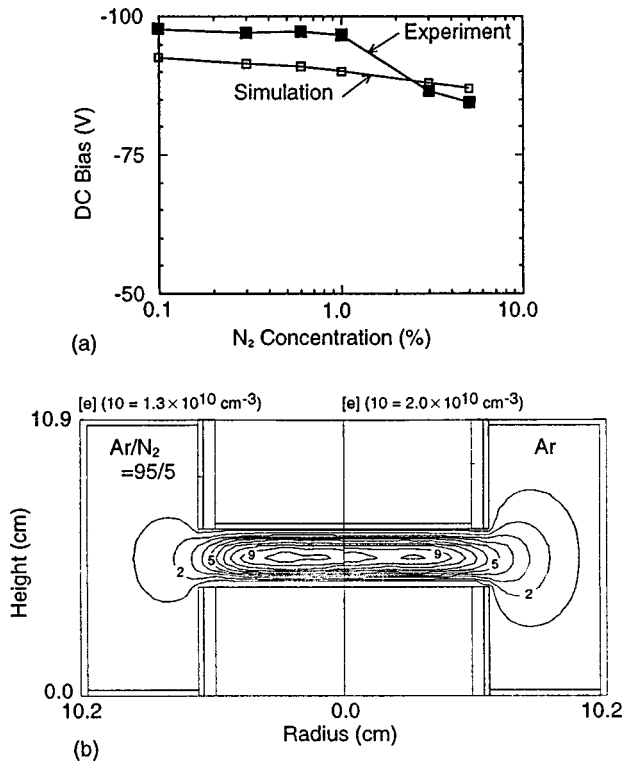 -100
Experiment
Simulation
-75
-50
DC Bias (V)
0.1
1.0
10.0
N₂ Concentration (%)
(a)
[e] (10 = 1.3 × 10¹⁰ cm⁻³)
[e] (10 = 2.0 × 10¹⁰ cm⁻³)
10.9
Ar/N₂
=95/5
Ar
Height (cm)
2
5
9
9
5
2
0.0
10.2
0.0
10.2
Radius (cm)
(b)